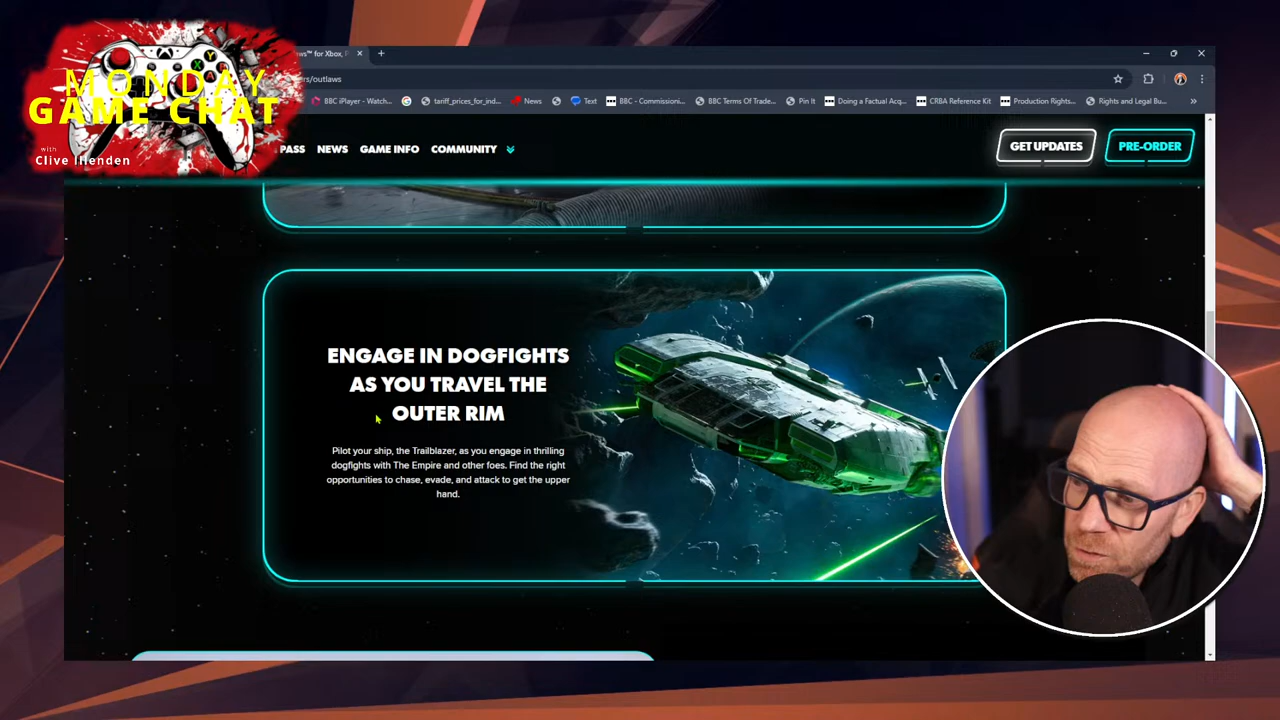 MONDAY
GAME CHAT
with
Clive Illenden
ws™ for Xbox,
rs/outlaws
BBC iPlayer - Watch...
tariff_prices_for_ind...
News
Text
BBC - Commissioni...
BBC Terms Of Trade...
Pin It
Doing a Factual Acq...
CRBA Reference Kit
Production Rights...
Rights and Legal Bu...
PASS
NEWS
GAME INFO
COMMUNITY
GET UPDATES
PRE-ORDER
ENGAGE IN DOGFIGHTS
AS YOU TRAVEL THE
OUTER RIM
Pilot your ship, the Trailblazer, as you engage in thrilling
dogfights with The Empire and other foes. Find the right
opportunities to chase, evade, and attack to get the upper
hand.